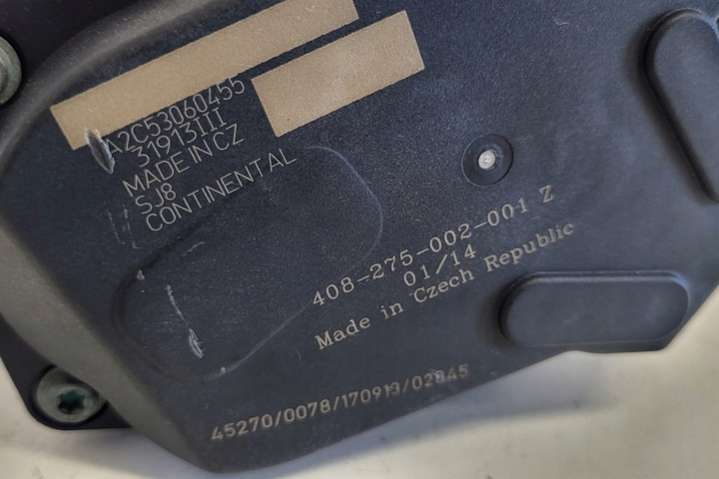 A2C53060455
31913III
MADE IN CZ
SJ8
CONTINENTAL
408-275-002-001 Z
01/14
Made in Czech Republic
45270/0078/170913/02845